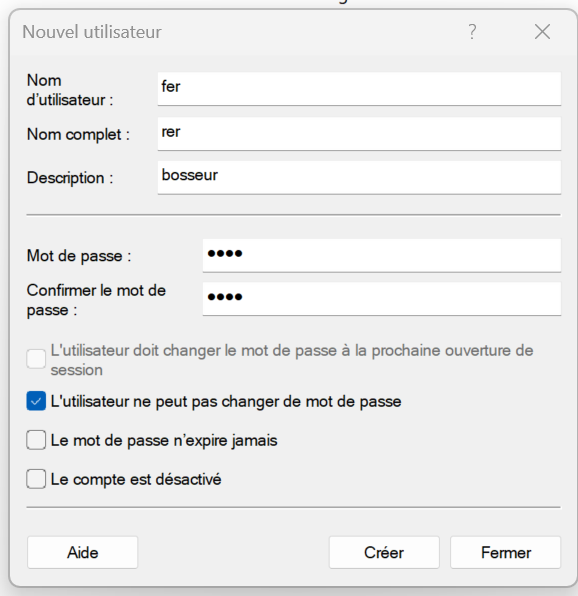 Nouvel utilisateur ?
Nom
d'utilisateur : fer
Nom complet : rer
Description : bosseur
Mot de passe : ●●●●
Confirmer le mot de
passe : ●●●●
L'utilisateur doit changer le mot de passe à la prochaine ouverture de
session
L'utilisateur ne peut pas changer de mot de passe
Le mot de passe n'expire jamais
Le compte est désactivé
Aide Créer Fermer